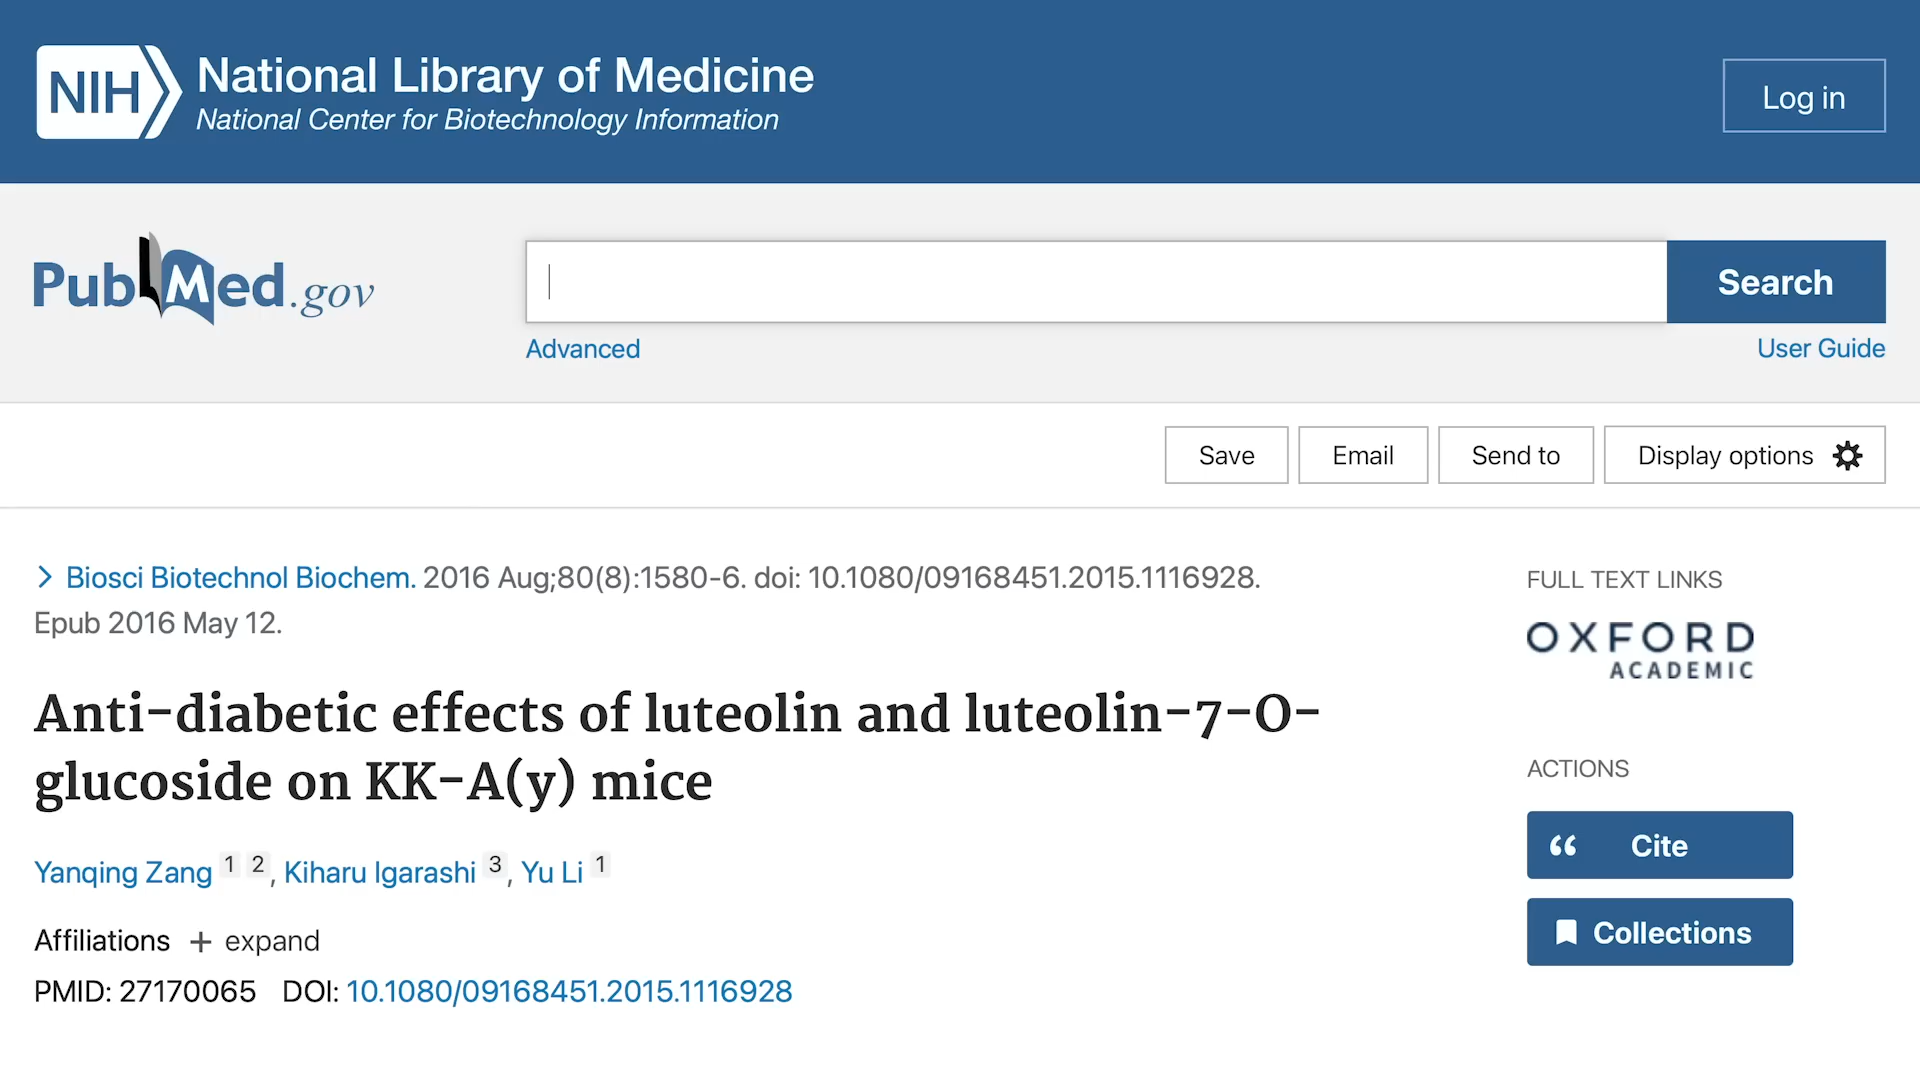 NIH
National Library of Medicine
National Center for Biotechnology Information
Log in
PubMed.gov
Search
Advanced
User Guide
Save
Email
Send to
Display options
Biosci Biotechnol Biochem. 2016 Aug;80(8):1580-6. doi: 10.1080/09168451.2015.1116928.
Epub 2016 May 12.
Anti-diabetic effects of luteolin and luteolin-7-O-
glucoside on KK-A(y) mice
Yanqing Zang 1 2, Kiharu Igarashi 3, Yu Li 1
Affiliations + expand
PMID: 27170065 DOI: 10.1080/09168451.2015.1116928
FULL TEXT LINKS
OXFORD
ACADEMIC
ACTIONS
Cite
Collections